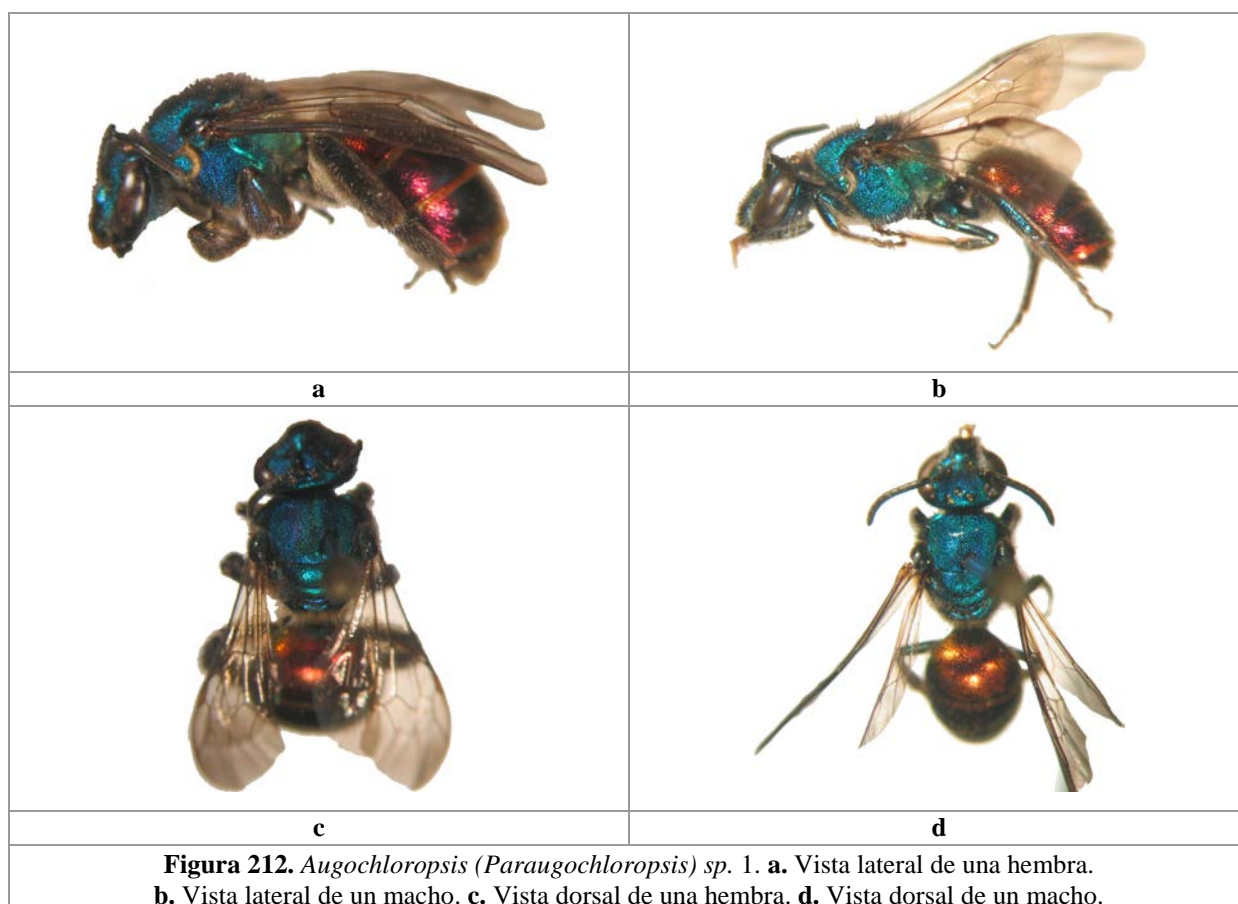 a
b
c
d
Figura 212. Augochloropsis (Paraugochloropsis) sp. 1. a. Vista lateral de una hembra.
b. Vista lateral de un macho. c. Vista dorsal de una hembra. d. Vista dorsal de un macho.